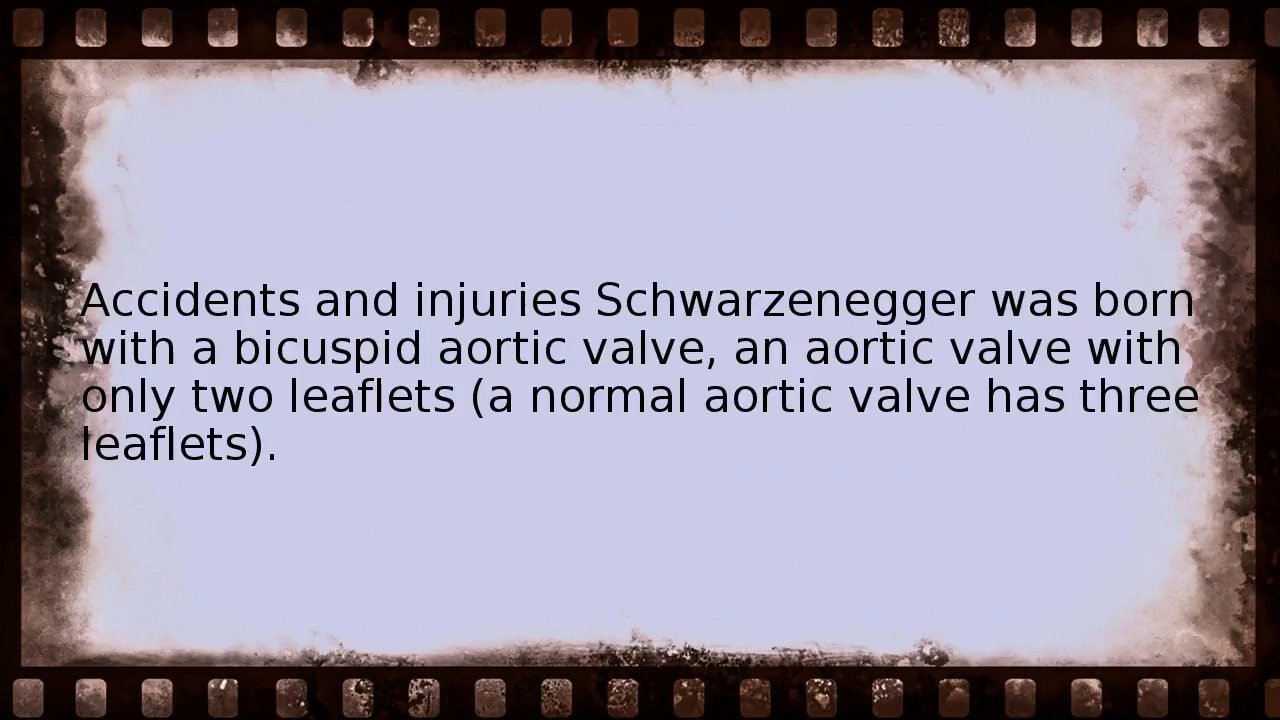 Accidents and injuries Schwarzenegger was born
with a bicuspid aortic valve, an aortic valve with
only two leaflets (a normal aortic valve has three
leaflets).